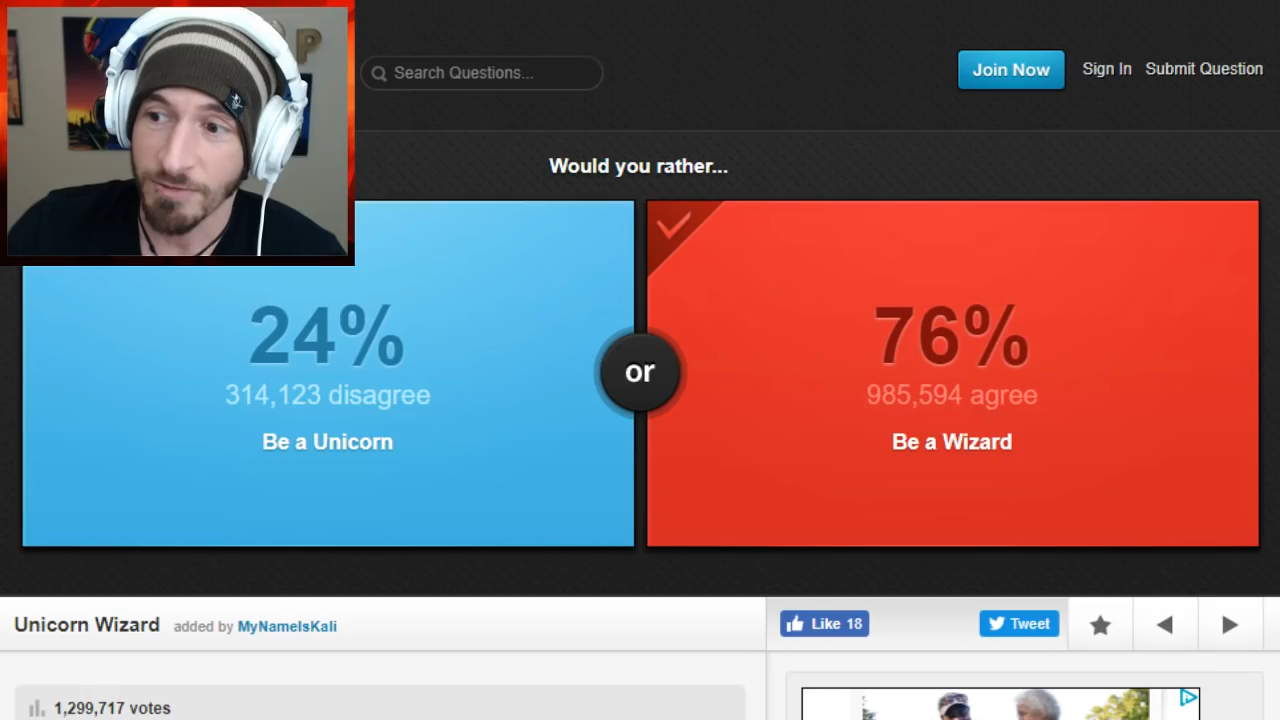 Search Questions...
Join Now
Sign In
Submit Question
Would you rather...
24%
314,123 disagree
Be a Unicorn
or
76%
985,594 agree
Be a Wizard
Unicorn Wizard added by MyNameIsKali
Like 18
Tweet
1,299,717 votes